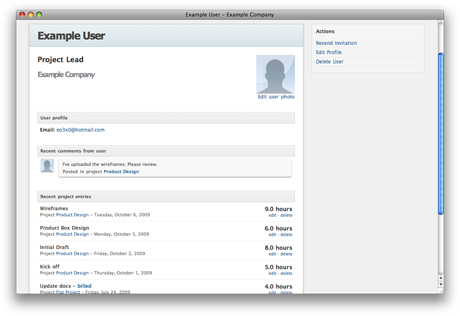 Example User – Example Company
Example User
Project Lead
Example Company
Edit user photo
User profile
Email: eo3x0@hotmail.com
Recent comments from user
I've uploaded the wireframes. Please review.
Posted in project Product Design
Recent project entries
Wireframes 9.0 hours
Project Product Design – Tuesday, October 6, 2009 edit - delete
Product Box Design 6.0 hours
Project Product Design – Monday, October 5, 2009 edit - delete
Initial Draft 8.0 hours
Project Product Design – Friday, October 2, 2009 edit - delete
Kick off 5.0 hours
Project Product Design – Thursday, October 1, 2009 edit - delete
Update docs – billed 4.0 hours
Project Flat Project – Friday, July 24, 2009 edit - delete
Actions
Resend Invitation
Edit Profile
Delete User